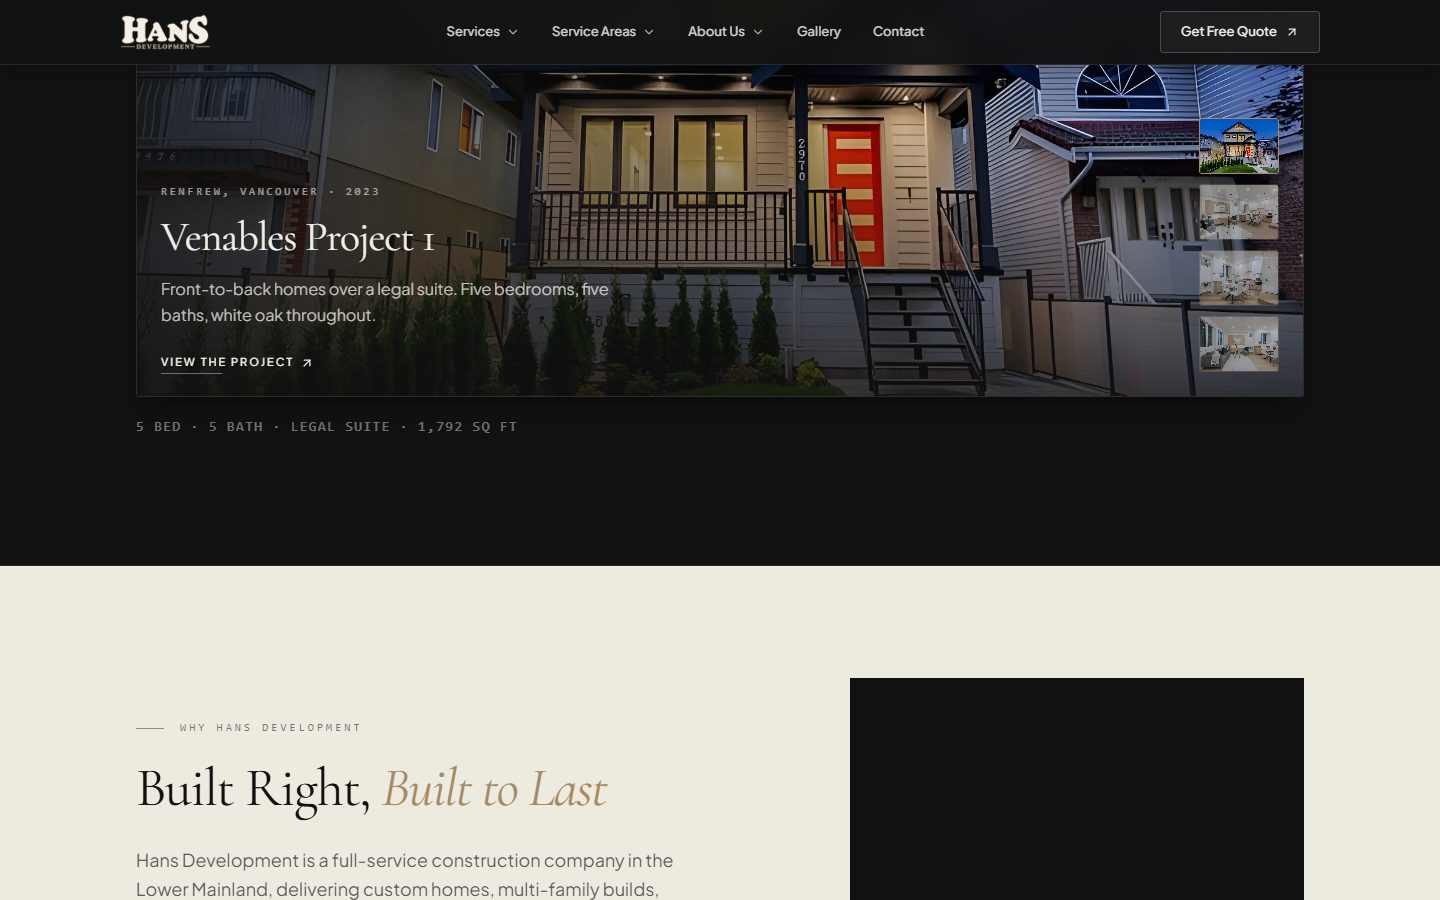 HANS
DEVELOPMENT
Services
Service Areas
About Us
Gallery
Contact
Get Free Quote
2970
RENFREW, VANCOUVER · 2023
Venables Project 1
Front-to-back homes over a legal suite. Five bedrooms, five
baths, white oak throughout.
VIEW THE PROJECT
5 BED · 5 BATH · LEGAL SUITE · 1,792 SQ FT
WHY HANS DEVELOPMENT
Built Right, Built to Last
Hans Development is a full-service construction company in the
Lower Mainland, delivering custom homes, multi-family builds,